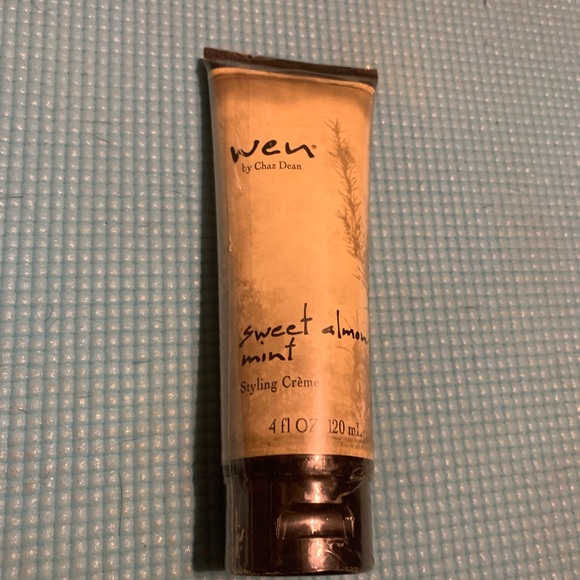 wen®
by Chaz Dean
sweet almon
mint
Styling Crème
4 fl OZ 120 mL